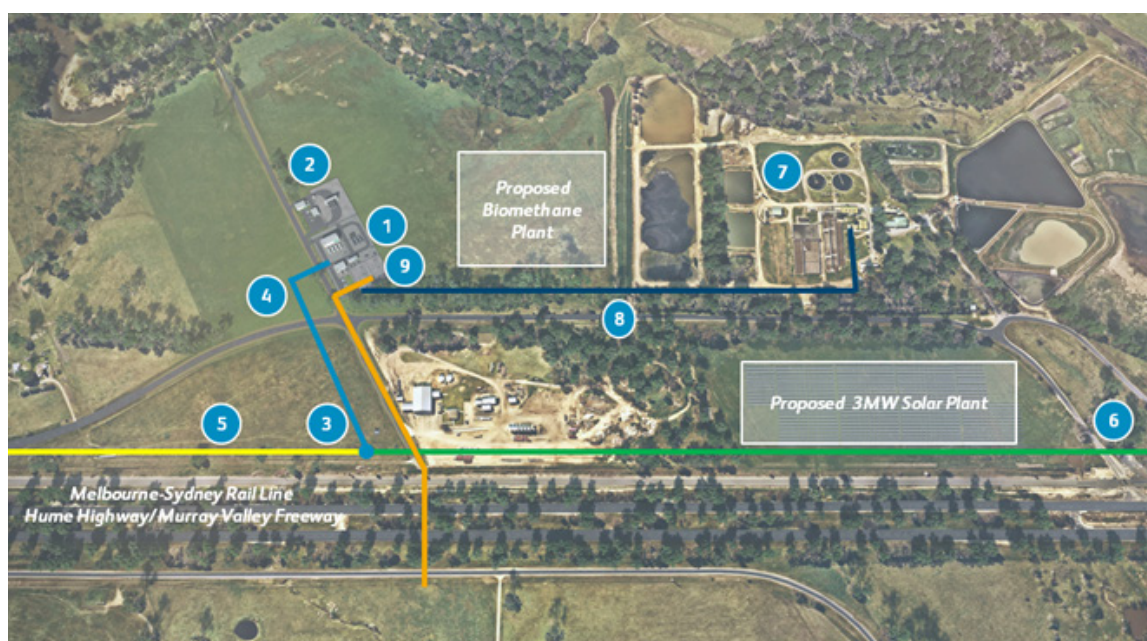 2
7
Proposed
Biomethane
Plant
1
9
4
8
Proposed 3MW Solar Plant
5
3
6
Melbourne-Sydney Rail Line
Hume Highway/Murray Valley Freeway